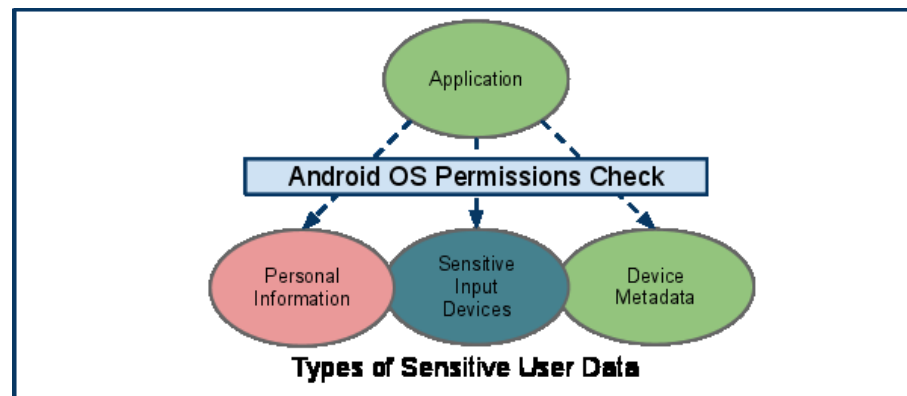 Application
Android OS Permissions Check
Personal
Information
Sensitive
Input
Devices
Device
Metadata
Types of Sensitive User Data